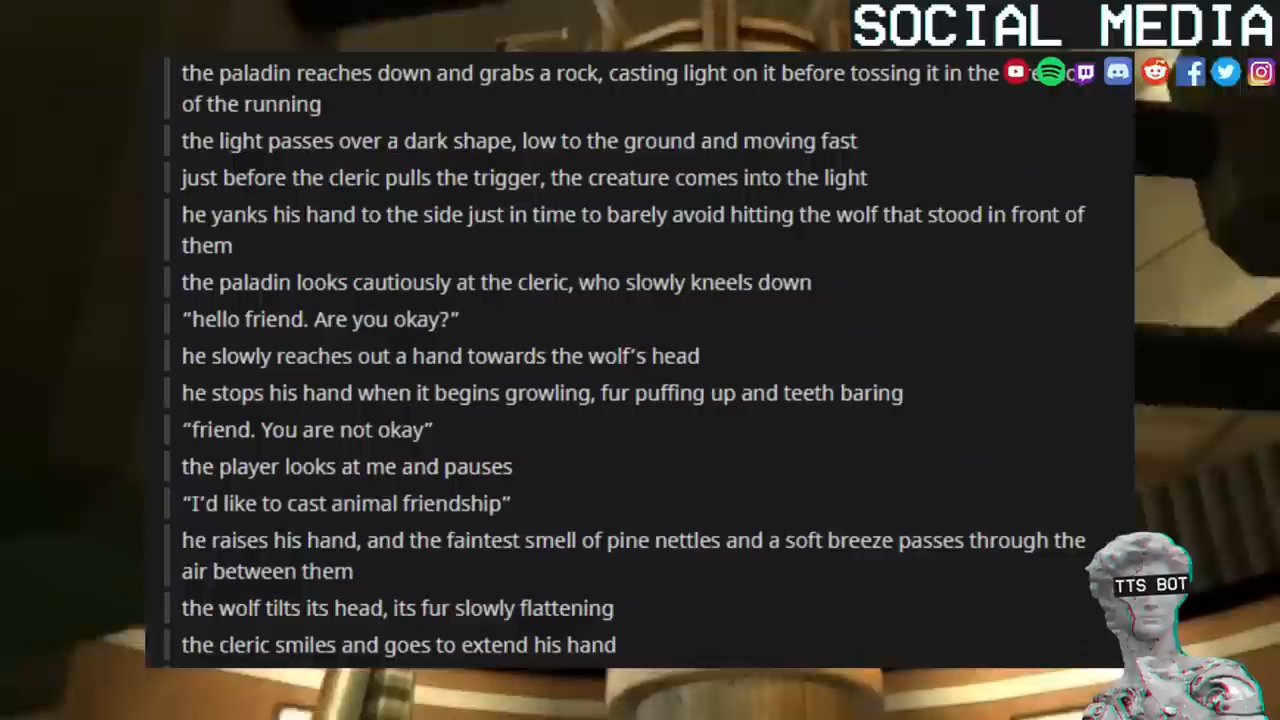 SOCIAL MEDIA
the paladin reaches down and grabs a rock, casting light on it before tossing it in the
of the running
the light passes over a dark shape, low to the ground and moving fast
just before the cleric pulls the trigger, the creature comes into the light
he yanks his hand to the side just in time to barely avoid hitting the wolf that stood in front of
them
the paladin looks cautiously at the cleric, who slowly kneels down
“hello friend. Are you okay?”
he slowly reaches out a hand towards the wolf’s head
he stops his hand when it begins growling, fur puffing up and teeth baring
“friend. You are not okay”
the player looks at me and pauses
“I’d like to cast animal friendship”
he raises his hand, and the faintest smell of pine nettles and a soft breeze passes through the
air between them
the wolf tilts its head, its fur slowly flattening
the cleric smiles and goes to extend his hand
TTS BOT